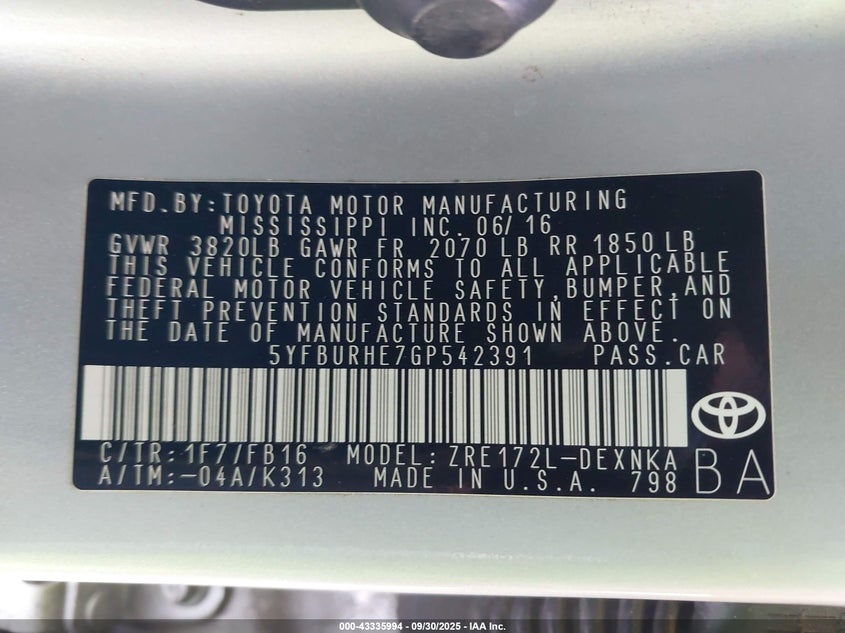 MFD.BY:TOYOTA MOTOR MANUFACTURING
MISSISSIPPI INC. 06/16
GVWR 3820LB GAWR FR 2070 LB RR 1850 LB
THIS VEHICLE CONFORMS TO ALL APPLICABLE
FEDERAL MOTOR VEHICLE SAFETY,BUMPER,AND
THEFT PREVENTION STANDARDS IN EFFECT ON
THE DATE OF MANUFACTURE SHOWN ABOVE.
5YFBURHE7GP542391 PASS.CAR
C/TR:1F7/FB16 MODEL:ZRE172L-DEXNKA
A/TM:-04A/K313 MADE IN U.S.A. 798
BA
000-43335994 - 09/30/2025 - IAA Inc.